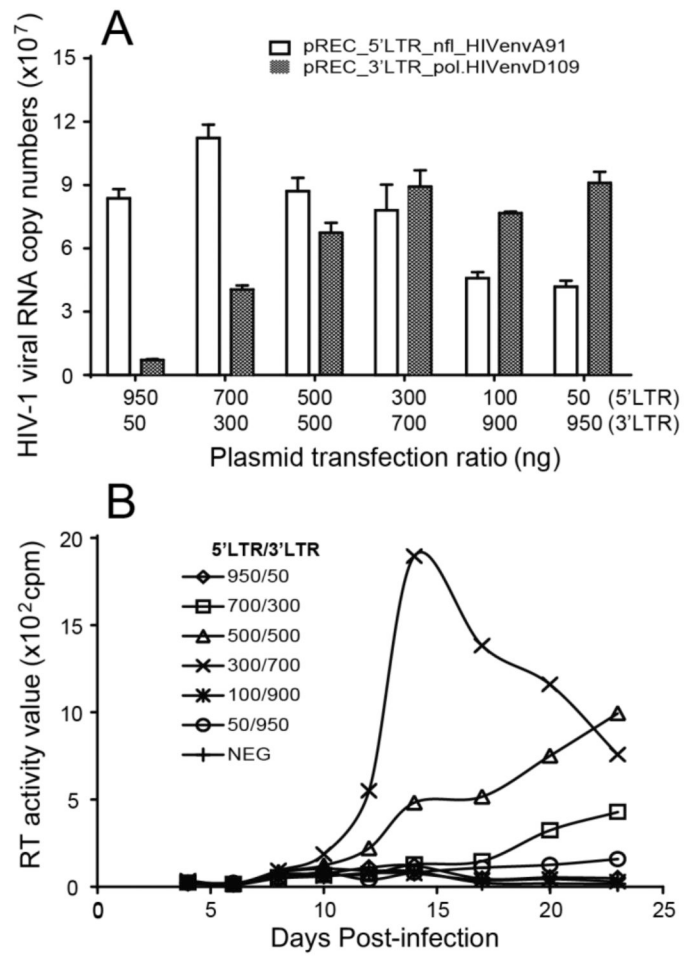 A
pREC_5'LTR_nfl_HIVenvA91
pREC_3'LTR_pol.HIVenvD109
HIV-1 viral RNA copy numbers (x10⁷)
15
12
9
6
3
0
950 700 500 300 100 50 (5'LTR)
50 300 500 700 900 950 (3'LTR)
Plasmid transfection ratio (ng)
B
5'LTR/3'LTR
950/50
700/300
500/500
300/700
100/900
50/950
NEG
RT activity value (x10²cpm)
20
15
10
5
0
0 5 10 15 20 25
Days Post-infection